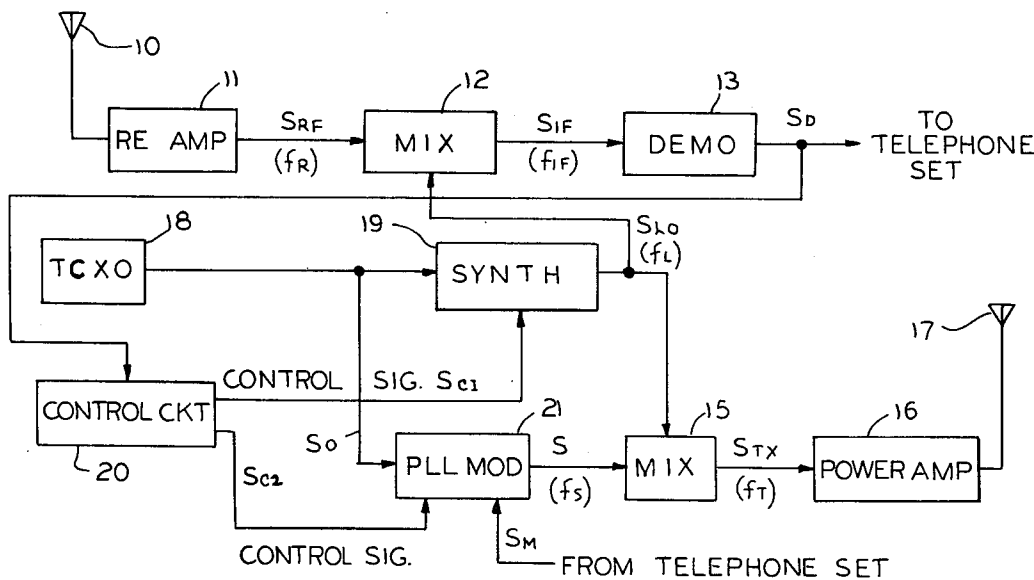 10
11
RE AMP
SRF
(fR)
12
MIX
SIF
(fIF)
13
DEMO
SD
TO
TELEPHONE
SET
18
TCXO
19
SYNTH
SLO
(fL)
17
CONTROL SIG. SC1
CONTROL CKT
20
SC2
SO
21
PLL MOD
S
(fS)
15
MIX
STX
(fT)
16
POWER AMP
CONTROL SIG.
SM
FROM TELEPHONE SET